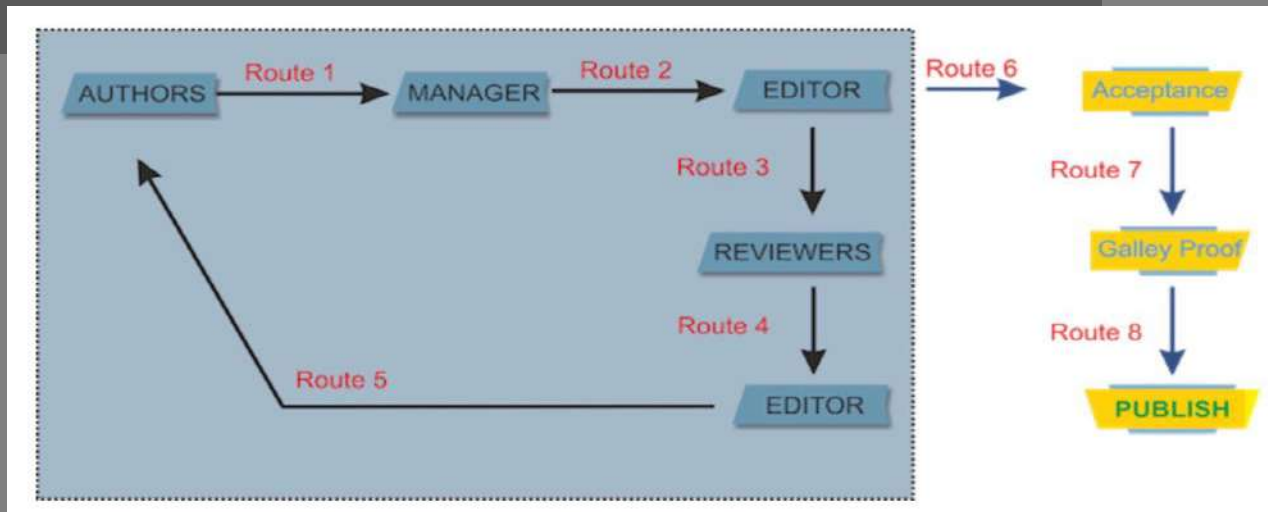 Route 1
Route 2
Route 6
AUTHORS
MANAGER
EDITOR
Acceptance
Route 3
Route 7
REVIEWERS
Galley Proof
Route 4
Route 8
Route 5
EDITOR
PUBLISH